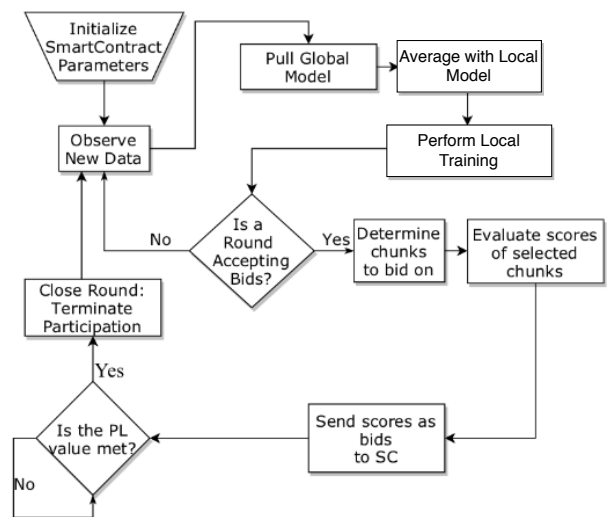 Initialize
SmartContract
Parameters
Pull Global
Model
Average with Local
Model
Observe
New Data
Perform Local
Training
Is a
Round
Accepting
Bids?
No
Yes
Determine
chunks
to bid on
Evaluate scores
of selected
chunks
Close Round:
Terminate
Participation
Yes
Is the PL
value met?
No
Send scores as
bids
to SC